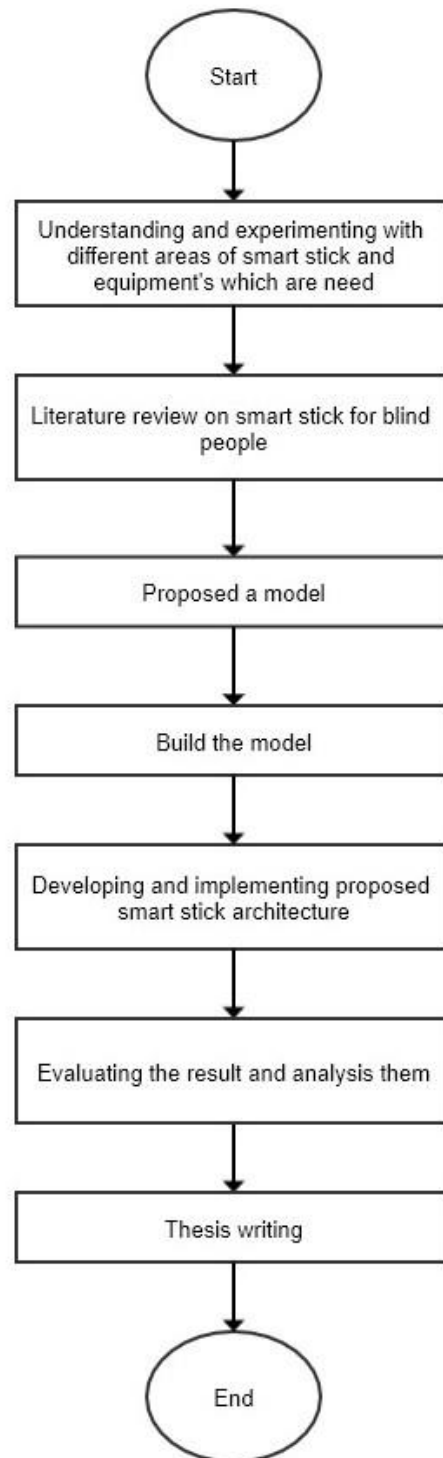 Start
Understanding and experimenting with
different areas of smart stick and
equipment's which are need
Literature review on smart stick for blind
people
Proposed a model
Build the model
Developing and implementing proposed
smart stick architecture
Evaluating the result and analysis them
Thesis writing
End